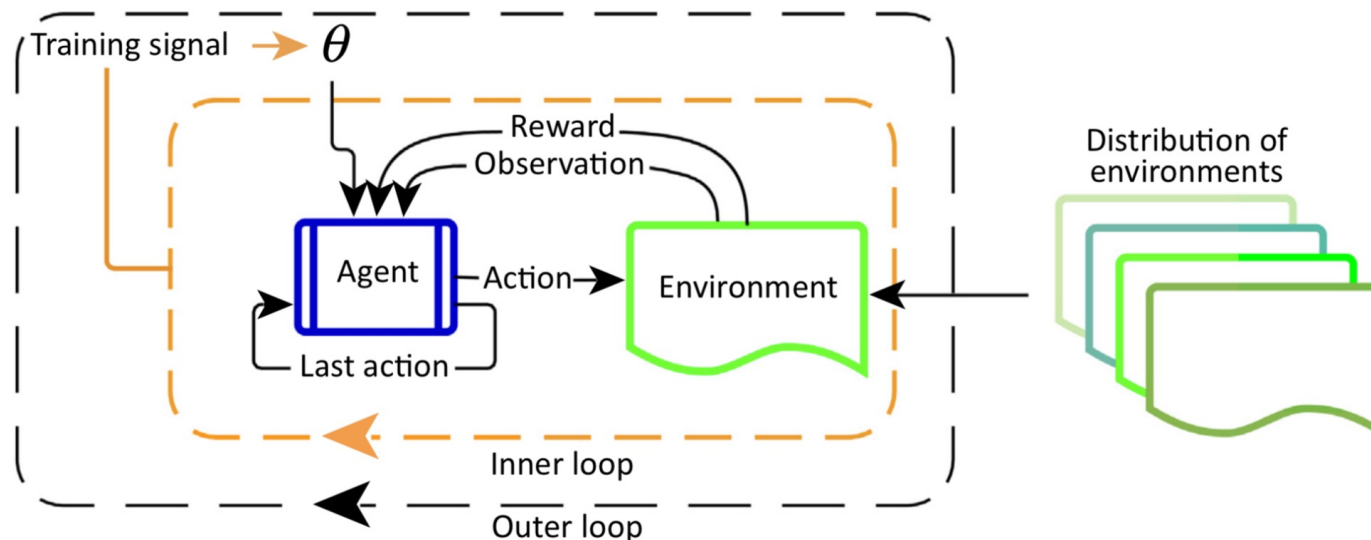 Training signal
θ
Reward
Observation
Distribution of
environments
Agent
Action
Environment
Last action
Inner loop
Outer loop